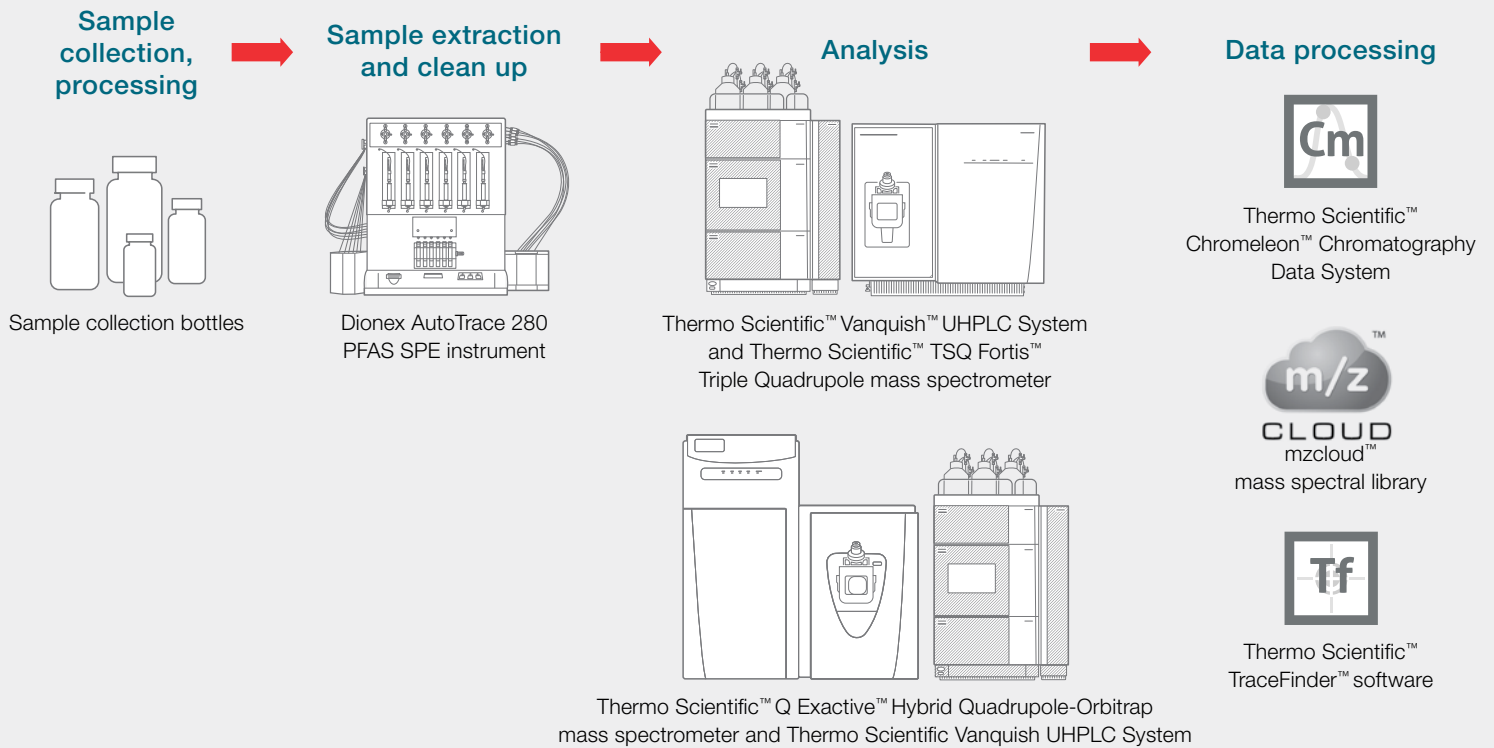 Sample
collection,
processing
Sample extraction
and clean up
Analysis
Data processing
Sample collection bottles
Dionex AutoTrace 280
PFAS SPE instrument
Thermo Scientific™ Vanquish™ UHPLC System
and Thermo Scientific™ TSQ Fortis™
Triple Quadrupole mass spectrometer
Thermo Scientific™ Q Exactive™ Hybrid Quadrupole-Orbitrap
mass spectrometer and Thermo Scientific Vanquish UHPLC System
Cm
Thermo Scientific™
Chromeleon™ Chromatography
Data System
TM
m/z
CLOUD
mzcloud™
mass spectral library
Tf
Thermo Scientific™
TraceFinder™ software